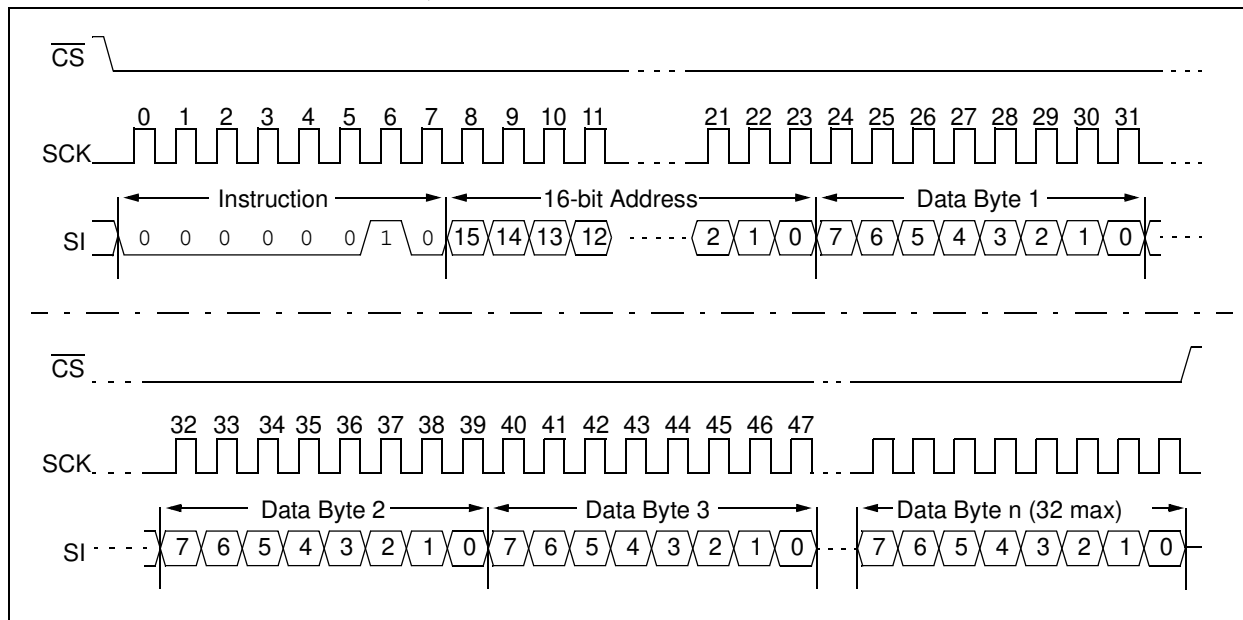 CS
0 1 2 3 4 5 6 7 8 9 10 11 21 22 23 24 25 26 27 28 29 30 31
SCK
Instruction 16-bit Address Data Byte 1
SI 0 0 0 0 0 0 1 0 15 14 13 12 2 1 0 7 6 5 4 3 2 1 0
CS
32 33 34 35 36 37 38 39 40 41 42 43 44 45 46 47
SCK
Data Byte 2 Data Byte 3 Data Byte n (32 max)
SI 7 6 5 4 3 2 1 0 7 6 5 4 3 2 1 0 7 6 5 4 3 2 1 0